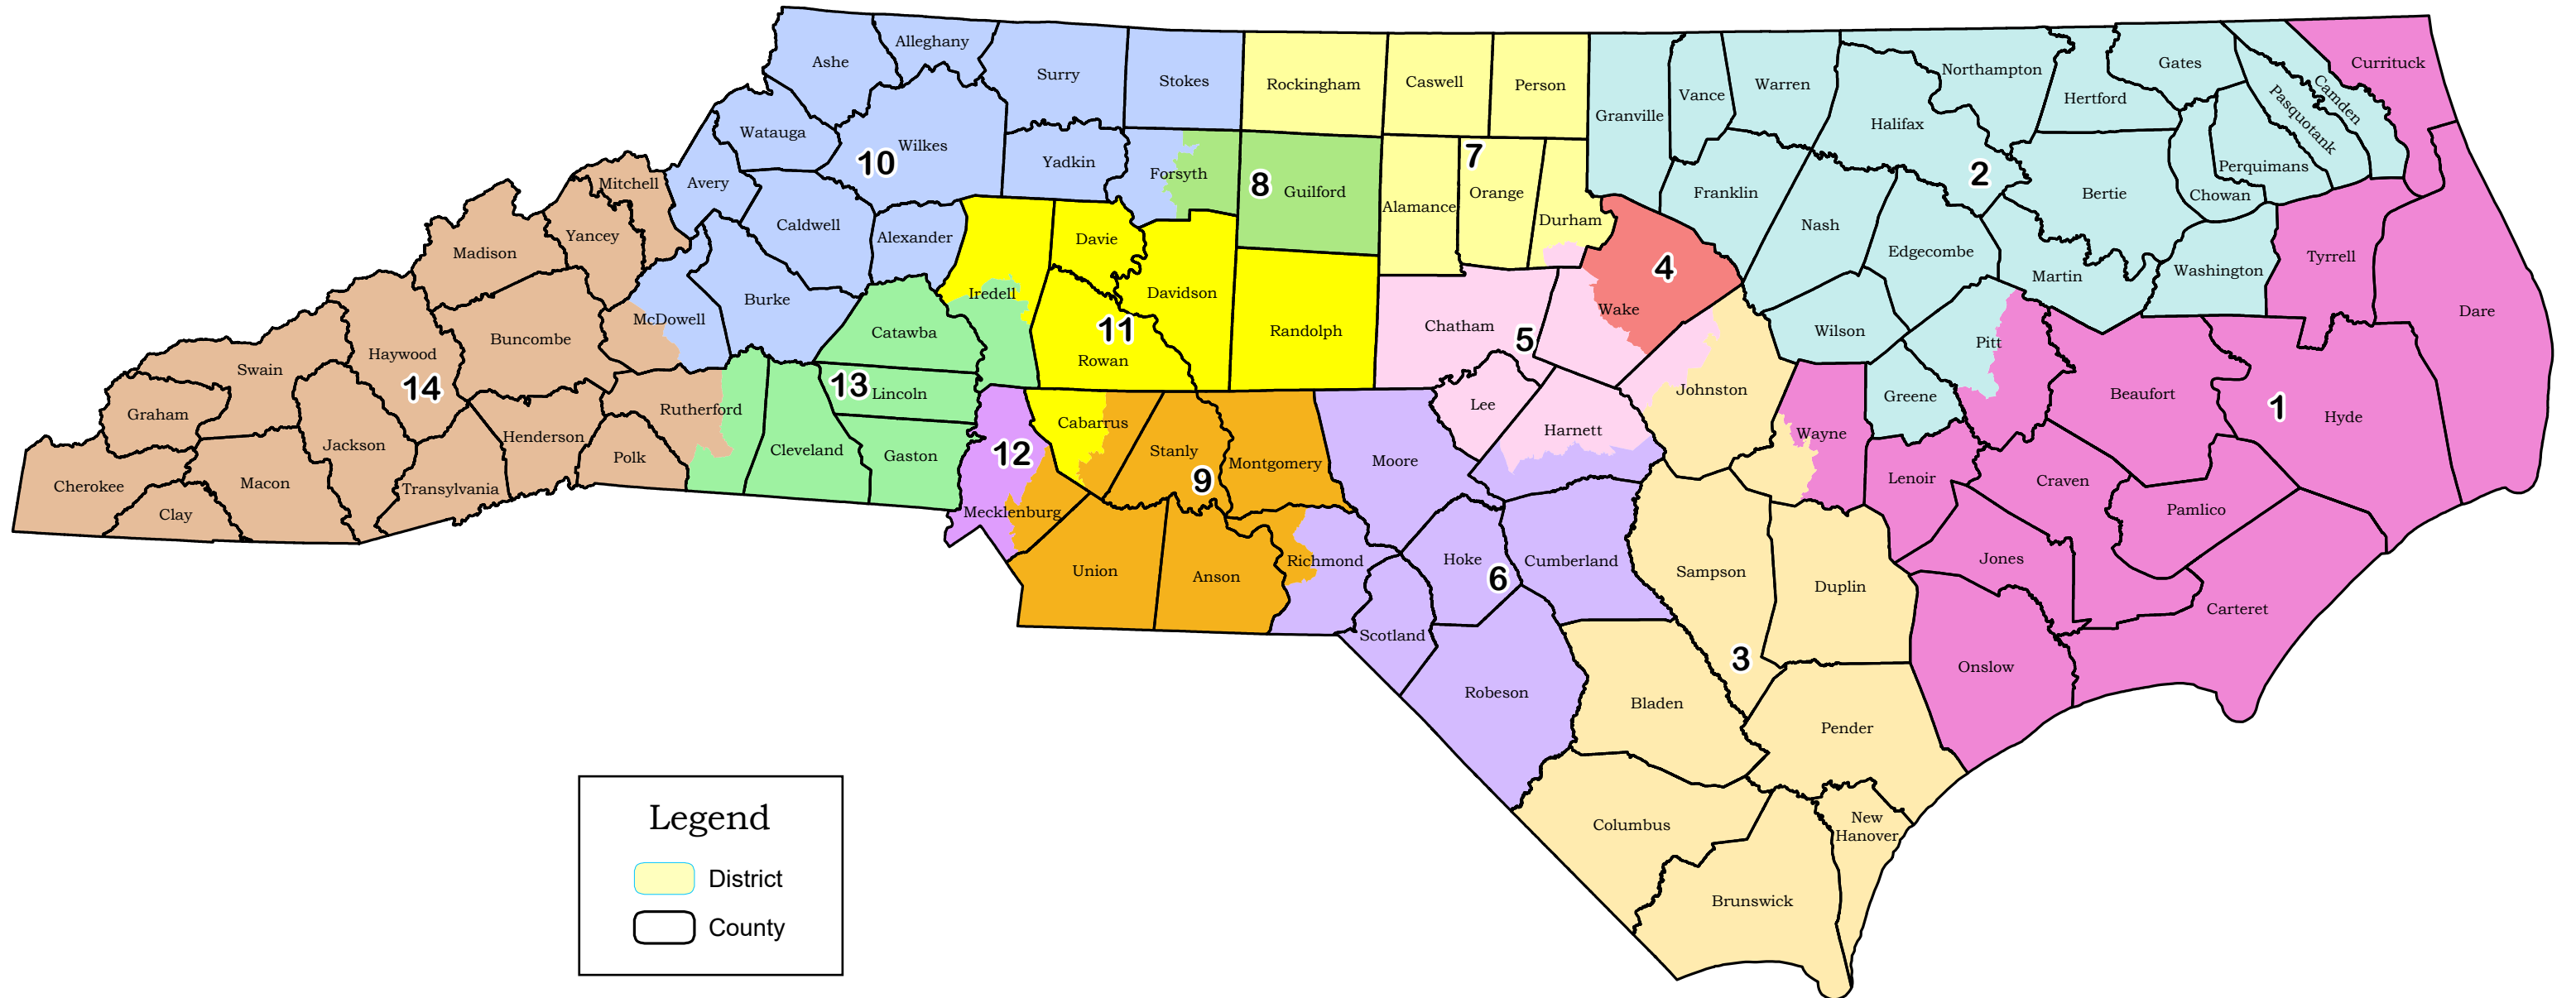 Ashe
Alleghany
Surry
Stokes
Rockingham
Caswell
Person
Granville
Vance
Warren
Northampton
Halifax
Hertford
Gates
Camden
Pasquotank
Currituck
Watauga
10
Wilkes
Yadkin
Forsyth
8
Guilford
Alamance
7
Orange
Durham
Franklin
2
Bertie
Perquimans
Chowan
Mitchell
Avery
Caldwell
Alexander
Davie
Nash
Edgecombe
Martin
Washington
Tyrrell
Dare
Madison
Yancey
Burke
Iredell
Davidson
4
Wake
McDowell
Buncombe
Catawba
11
Rowan
Randolph
Chatham
5
Wilson
Pitt
Swain
Haywood
14
13
Lincoln
Lee
Johnston
Greene
Beaufort
1
Hyde
Graham
Jackson
Henderson
Rutherford
Cleveland
Gaston
12
Cabarrus
Stanly
9
Montgomery
Moore
Harnett
Wayne
Lenoir
Craven
Pamlico
Cherokee
Clay
Macon
Transylvania
Polk
Mecklenburg
Union
Anson
Richmond
Hoke
6
Cumberland
Sampson
Duplin
Jones
Carteret
Scotland
Robeson
3
Bladen
Pender
Onslow
Columbus
New
Hanover
Brunswick
Legend
District
County